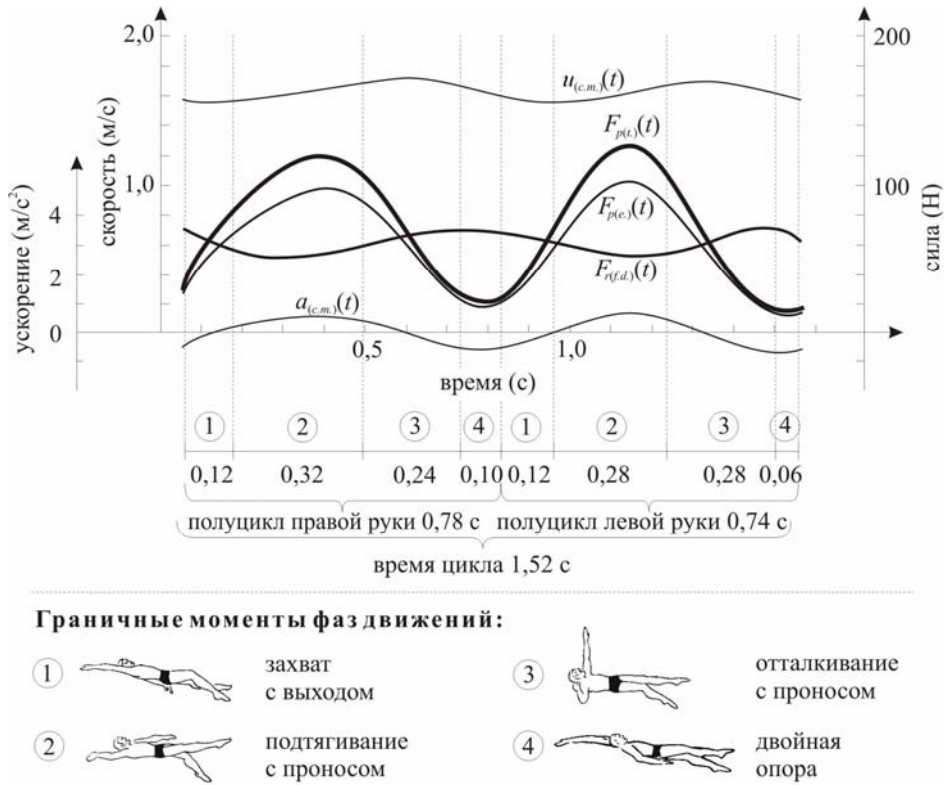 2,0
200
u(c.m.)(t)
Fp(t.)(t)
скорость (м/с)
1,0
100
ускорение (м/с²)
4
Fp(e.)(t)
сила (Н)
2
Fr(f.d.)(t)
a(c.m.)(t)
0
0
0,5
1,0
время (с)
1 2 3 4 1 2 3 4
0,12 0,32 0,24 0,10 0,12 0,28 0,28 0,06
полуцикл правой руки 0,78 с полуцикл левой руки 0,74 с
время цикла 1,52 с
Граничные моменты фаз движений:
1 захват
с выходом
2 подтягивание
с проносом
3 отталкивание
с проносом
4 двойная
опора